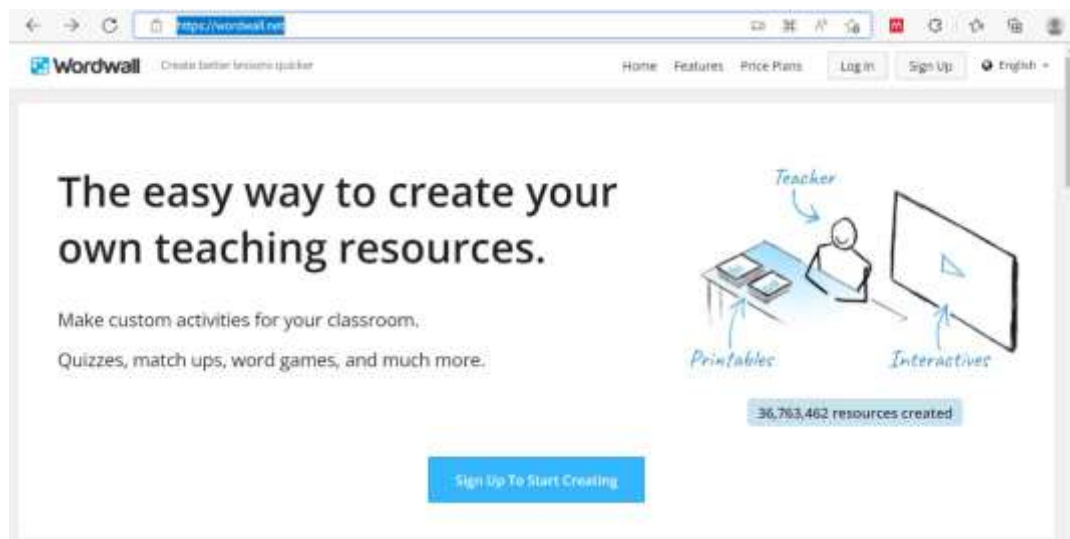 https://wordwall.net
Wordwall Create better lessons quicker Home Features Price Plans Log In Sign Up English
The easy way to create your
own teaching resources.
Make custom activities for your classroom.
Quizzes, match ups, word games, and much more.
Teacher
Printables
Interactives
36,763,462 resources created
Sign Up To Start Creating